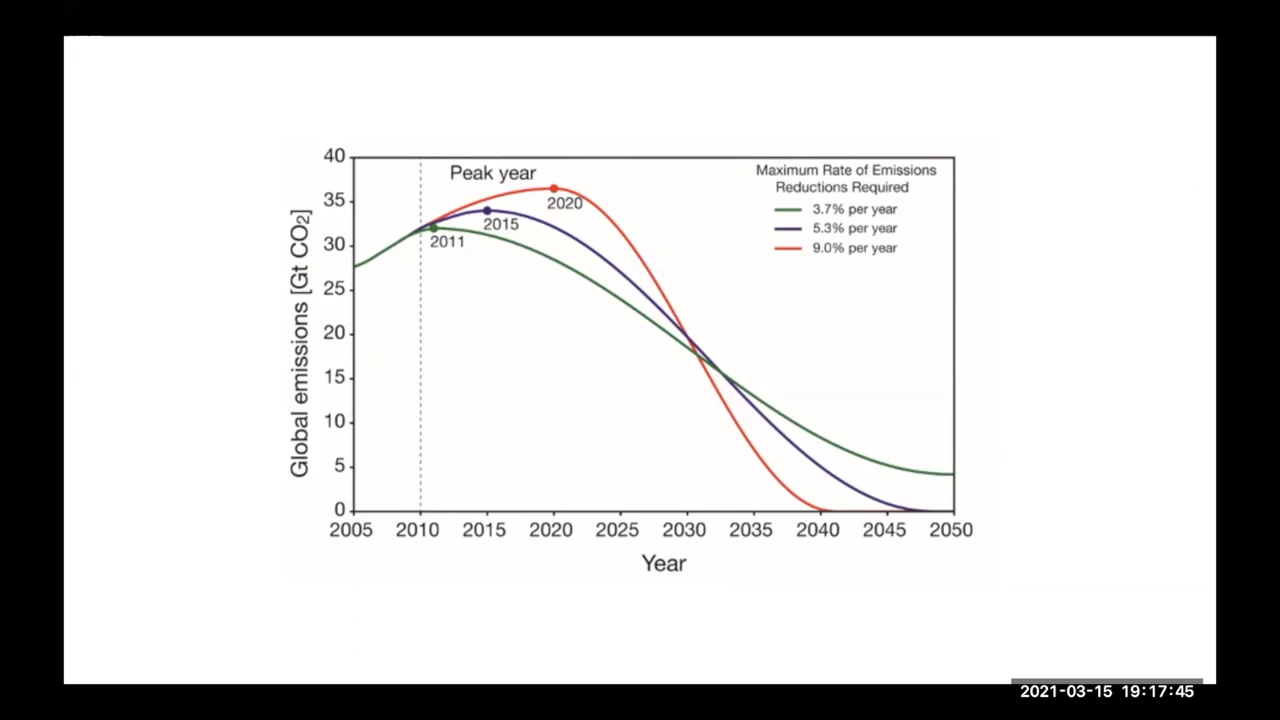 Peak year
Maximum Rate of Emissions
Reductions Required
3.7% per year
5.3% per year
9.0% per year
2020
2015
2011
Global emissions [Gt CO2]
40
35
30
25
20
15
10
5
0
2005 2010 2015 2020 2025 2030 2035 2040 2045 2050
Year
2021-03-15 19:17:45